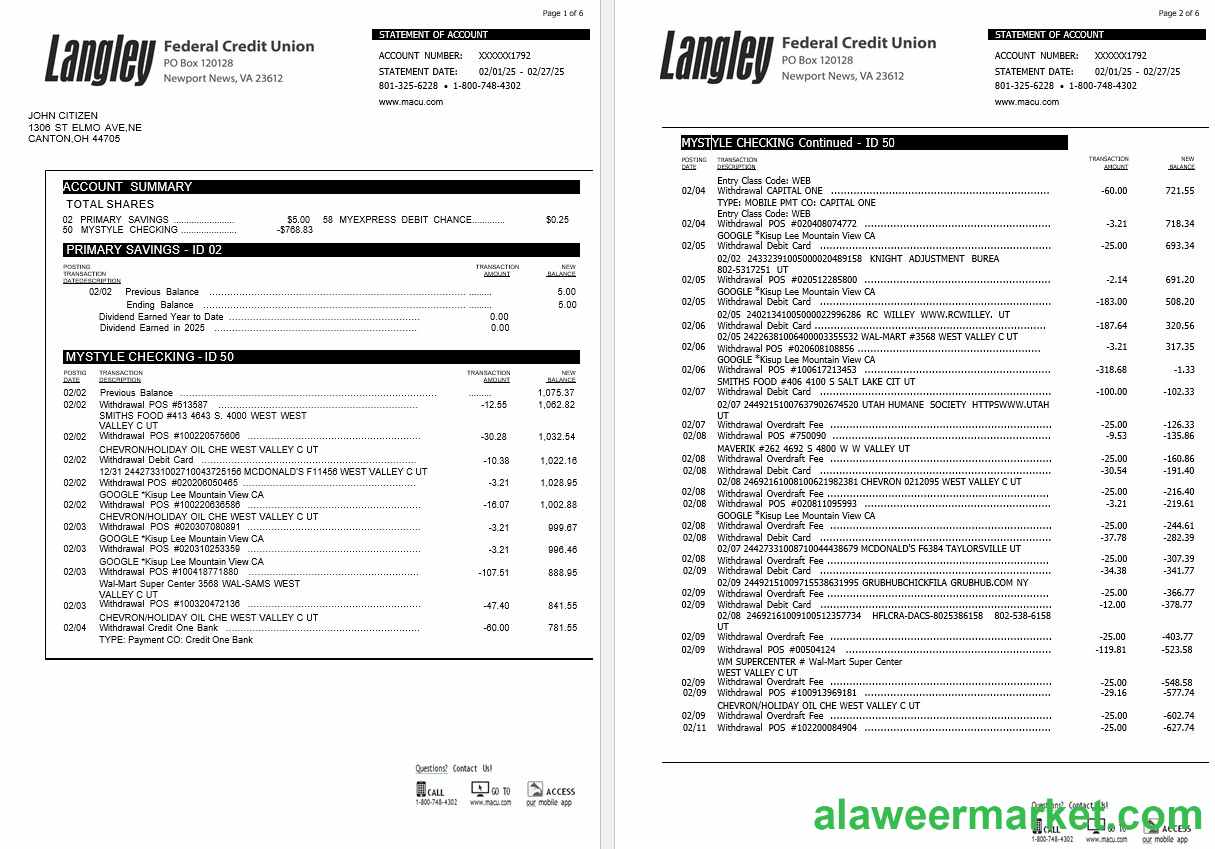 Page 1 of 6
Langley Federal Credit Union
PO Box 120128
Newport News, VA 23612
STATEMENT OF ACCOUNT
ACCOUNT NUMBER: XXXXXX1792
STATEMENT DATE: 02/01/25 - 02/27/25
801-325-6228 • 1-800-748-4302
www.macu.com
JOHN CITIZEN
1306 ST ELMO AVE,NE
CANTON,OH 44705
ACCOUNT SUMMARY
TOTAL SHARES
02 PRIMARY SAVINGS ........................ $5.00 58 MYEXPRESS DEBIT CHANCE............ $0.25
50 MYSTYLE CHECKING ...................... -$768.83
PRIMARY SAVINGS - ID 02
POSTING
TRANSACTION
DATEDESCRIPTION
TRANSACTION AMOUNT
NEW BALANCE
02/02 Previous Balance ........ 5.00
Ending Balance ........ 5.00
Dividend Earned Year to Date ........ 0.00
Dividend Earned in 2025 ........ 0.00
MYSTYLE CHECKING - ID 50
POSTIG DATE TRANSACTION DESCRIPTION TRANSACTION AMOUNT NEW BALANCE
02/02 Previous Balance ........ 1,075.37
02/02 Withdrawal POS #513587 ........ -12.55 1,062.82
SMITHS FOOD #413 4643 S. 4000 WEST WEST
VALLEY C UT
02/02 Withdrawal POS #100220575606 ........ -30.28 1,032.54
CHEVRON/HOLIDAY OIL CHE WEST VALLEY C UT
02/02 Withdrawal Debit Card ........ -10.38 1,022.16
12/31 24427331002710043725156 MCDONALD'S F11456 WEST VALLEY C UT
02/02 Withdrawal POS #020206050465 ........ -3.21 1,028.95
GOOGLE *Kisup Lee Mountain View CA
02/02 Withdrawal POS #100220636586 ........ -16.07 1,002.88
CHEVRON/HOLIDAY OIL CHE WEST VALLEY C UT
02/03 Withdrawal POS #020307080891 ........ -3.21 999.67
GOOGLE *Kisup Lee Mountain View CA
02/03 Withdrawal POS #020310253359 ........ -3.21 996.46
GOOGLE *Kisup Lee Mountain View CA
02/03 Withdrawal POS #100418771880 ........ -107.51 888.95
Wal-Mart Super Center 3568 WAL-SAMS WEST
VALLEY C UT
02/03 Withdrawal POS #100320472136 ........ -47.40 841.55
CHEVRON/HOLIDAY OIL CHE WEST VALLEY C UT
02/04 Withdrawal Credit One Bank ........ -60.00 781.55
TYPE: Payment CO: Credit One Bank
Questions? Contact Us!
CALL
1-800-748-4302
GO TO
www.macu.com
ACCESS
our mobile app
Page 2 of 6
Langley Federal Credit Union
PO Box 120128
Newport News, VA 23612
STATEMENT OF ACCOUNT
ACCOUNT NUMBER: XXXXXX1792
STATEMENT DATE: 02/01/25 - 02/27/25
801-325-6228 • 1-800-748-4302
www.macu.com
MYSTYLE CHECKING Continued - ID 50
POSTING DATE TRANSACTION DESCRIPTION TRANSACTION AMOUNT NEW BALANCE
Entry Class Code: WEB
02/04 Withdrawal CAPITAL ONE ........ -60.00 721.55
TYPE: MOBILE PMT CO: CAPITAL ONE
Entry Class Code: WEB
02/04 Withdrawal POS #020408074772 ........ -3.21 718.34
GOOGLE *Kisup Lee Mountain View CA
02/05 Withdrawal Debit Card ........ -25.00 693.34
02/02 24332391005000020489158 KNIGHT ADJUSTMENT BUREA
802-5317251 UT
02/05 Withdrawal POS #020512285800 ........ -2.14 691.20
GOOGLE *Kisup Lee Mountain View CA
02/05 Withdrawal Debit Card ........ -183.00 508.20
02/05 24021341005000022996286 RC WILLEY WWW.RCWILLEY. UT
02/06 Withdrawal Debit Card ........ -187.64 320.56
02/05 24226381006400003355532 WAL-MART #3568 WEST VALLEY C UT
02/06 Withdrawal POS #020608108856 ........ -3.21 317.35
GOOGLE *Kisup Lee Mountain View CA
02/06 Withdrawal POS #100617213453 ........ -318.68 -1.33
SMITHS FOOD #406 4100 S SALT LAKE CIT UT
02/07 Withdrawal Debit Card ........ -100.00 -102.33
02/07 24492151007637902674520 UTAH HUMANE SOCIETY HTTPSWWW.UTAH
UT
02/07 Withdrawal Overdraft Fee ........ -25.00 -126.33
02/08 Withdrawal POS #750090 ........ -9.53 -135.86
MAVERIK #262 4692 S 4800 W W VALLEY UT
02/08 Withdrawal Overdraft Fee ........ -25.00 -160.86
02/08 Withdrawal Debit Card ........ -30.54 -191.40
02/08 24692161008100621982381 CHEVRON 0212095 WEST VALLEY C UT
02/08 Withdrawal Overdraft Fee ........ -25.00 -216.40
02/08 Withdrawal POS #020811095993 ........ -3.21 -219.61
GOOGLE *Kisup Lee Mountain View CA
02/08 Withdrawal Overdraft Fee ........ -25.00 -244.61
02/08 Withdrawal Debit Card ........ -37.78 -282.39
02/07 24427331008710044438679 MCDONALD'S F6384 TAYLORSVILLE UT
02/08 Withdrawal Overdraft Fee ........ -25.00 -307.39
02/09 Withdrawal Debit Card ........ -34.38 -341.77
02/09 24492151009715538631995 GRUBHUBCHICKFILA GRUBHUB.COM NY
02/09 Withdrawal Overdraft Fee ........ -25.00 -366.77
02/09 Withdrawal Debit Card ........ -12.00 -378.77
02/08 24692161009100512357734 HFLCRA-DACS-8025386158 802-538-6158
UT
02/09 Withdrawal Overdraft Fee ........ -25.00 -403.77
02/09 Withdrawal POS #00504124 ........ -119.81 -523.58
WM SUPERCENTER # Wal-Mart Super Center
WEST VALLEY C UT
02/09 Withdrawal Overdraft Fee ........ -25.00 -548.58
02/09 Withdrawal POS #100913969181 ........ -29.16 -577.74
CHEVRON/HOLIDAY OIL CHE WEST VALLEY C UT
02/09 Withdrawal Overdraft Fee ........ -25.00 -602.74
02/11 Withdrawal POS #102200084904 ........ -25.00 -627.74
Questions? Contact Us!
CALL
1-800-748-4302
GO TO
www.macu.com
ACCESS
our mobile app
alaweermarket.com